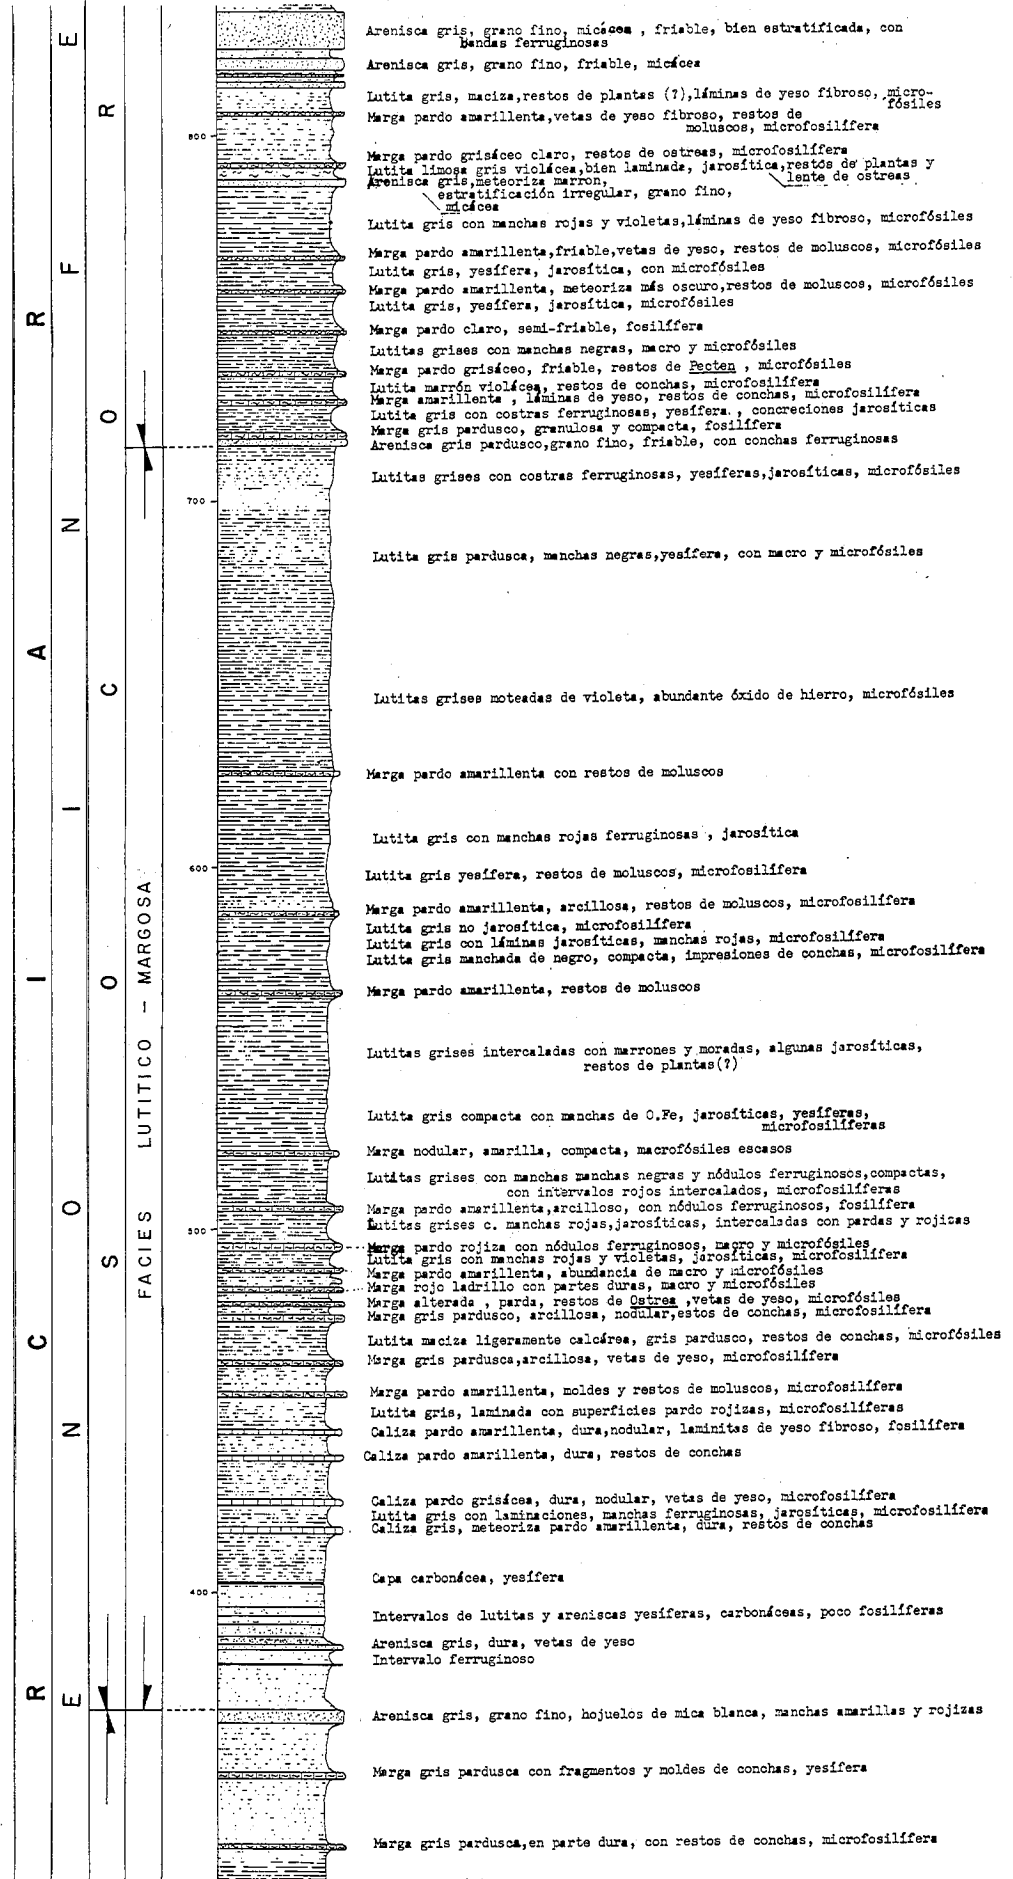 Arenisca gris, grano fino, micácea , friable, bien estratificada, con
bandas ferruginosas
Arenisca gris, grano fino, friable, micácea
Lutita gris, maciza,restos de plantas (?),láminas de yeso fibroso, micro-
fósiles
Marga pardo amarillenta,vetas de yeso fibroso, restos de
moluscos, microfosilífera
800
Marga pardo grisáceo claro, restos de ostreas, microfosilífera
Lutita limosa gris violácea,bien laminada, jarosítica,restos de plantas y
lente de ostreas
Arenisca gris,meteoriza marron,
estratificación irregular, grano fino,
micácea
Lutita gris con manchas rojas y violetas,láminas de yeso fibroso, microfósiles
Marga pardo amarillenta,friable,vetas de yeso, restos de moluscos, microfósiles
Lutita gris, yesífera, jarosítica, con microfósiles
Marga pardo amarillenta, meteoriza más oscuro,restos de moluscos, microfósiles
Lutita gris, yesífera, jarosítica, microfósiles
Marga pardo claro, semi-friable, fosilífera
Lutitas grises con manchas negras, macro y microfósiles
Marga pardo grisáceo, friable, restos de Pecten , microfósiles
Lutita marrón violácea, restos de conchas, microfosilífera
Marga amarillenta , láminas de yeso, restos de conchas, microfosilífera
Lutita gris con costras ferruginosas, yesífera. , concreciones jarosíticas
Marga gris pardusco, granulosa y compacta, fosilífera
Arenisca gris pardusco,grano fino, friable, con conchas ferruginosas
Lutitas grises con costras ferruginosas, yesíferas,jarosíticas, microfósiles
700
Lutita gris pardusca, manchas negras,yesífera, con macro y microfósiles
Lutitas grises moteadas de violeta, abundante óxido de hierro, microfósiles
Marga pardo amarillenta con restos de moluscos
Lutita gris con manchas rojas ferruginosas , jarosítica
600
Lutita gris yesífera, restos de moluscos, microfosilífera
Marga pardo amarillenta, arcillosa, restos de moluscos, microfosilífera
Lutita gris no jarosítica, microfosilífera
Lutita gris con láminas jarosíticas, manchas rojas, microfosilífera
Lutita gris manchada de negro, compacta, impresiones de conchas, microfosilífera
Marga pardo amarillenta, restos de moluscos
Lutitas grises intercaladas con marrones y moradas, algunas jarosíticas,
restos de plantas(?)
Lutita gris compacta con manchas de O.Fe, jarosíticas, yesíferas,
microfosilíferas
Marga nodular, amarilla, compacta, macrofósiles escasos
Lutitas grises con manchas manchas negras y nódulos ferruginosos,compactas,
con intervalos rojos intercalados, microfosilíferas
Marga pardo amarillenta,arcilloso, con nódulos ferruginosos, fosilífera
500
Lutitas grises c. manchas rojas,jarosíticas, intercaladas con pardas y rojizas
Marga pardo rojiza con nódulos ferruginosos, macro y microfósiles
Lutita gris con manchas rojas y violetas, jarosíticas, microfosilífera
Marga pardo amarillenta, abundancia de macro y microfósiles
Marga rojo ladrillo con partes duras, macro y microfósiles
Marga alterada , parda, restos de Ostrea ,vetas de yeso, microfósiles
Marga gris pardusco, arcillosa, nodular,estos de conchas, microfosilífera
Lutita maciza ligeramente calcárea, gris pardusco, restos de conchas, microfósiles
Marga gris pardusca,arcillosa, vetas de yeso, microfosilífera
Marga pardo amarillenta, moldes y restos de moluscos, microfosilífera
Lutita gris, laminada con superficies pardo rojizas, microfosilíferas
Caliza pardo amarillenta, dura,nodular, laminitas de yeso fibroso, fosilífera
Caliza pardo amarillenta, dura, restos de conchas
Caliza pardo grisácea, dura, nodular, vetas de yeso, microfosilífera
Lutita gris con laminaciones, manchas ferruginosas, jarosíticas, microfosilífera
Caliza gris, meteoriza pardo amarillenta, dura, restos de conchas
Capa carbonácea, yesífera
400
Intervalos de lutitas y areniscas yesíferas, carbonáceas, poco fosilíferas
Arenisca gris, dura, vetas de yeso
Intervalo ferruginoso
Arenisca gris, grano fino, hojuelos de mica blanca, manchas amarillas y rojizas
Marga gris pardusca con fragmentos y moldes de conchas, yesífera
Marga gris pardusca,en parte dura, con restos de conchas, microfosilífera
R C I A R
E N O I N F E
S O C O R R
FACIES LUTITICO – MARGOSA